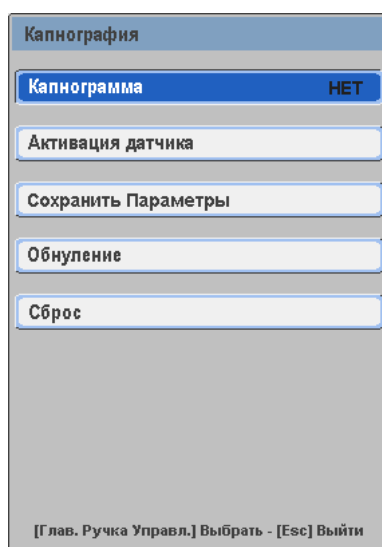 Капнография
Капнограмма НЕТ
Активация датчика
Сохранить Параметры
Обнуление
Сброс
[Глав. Ручка Управл.] Выбрать - [Esc] Выйти